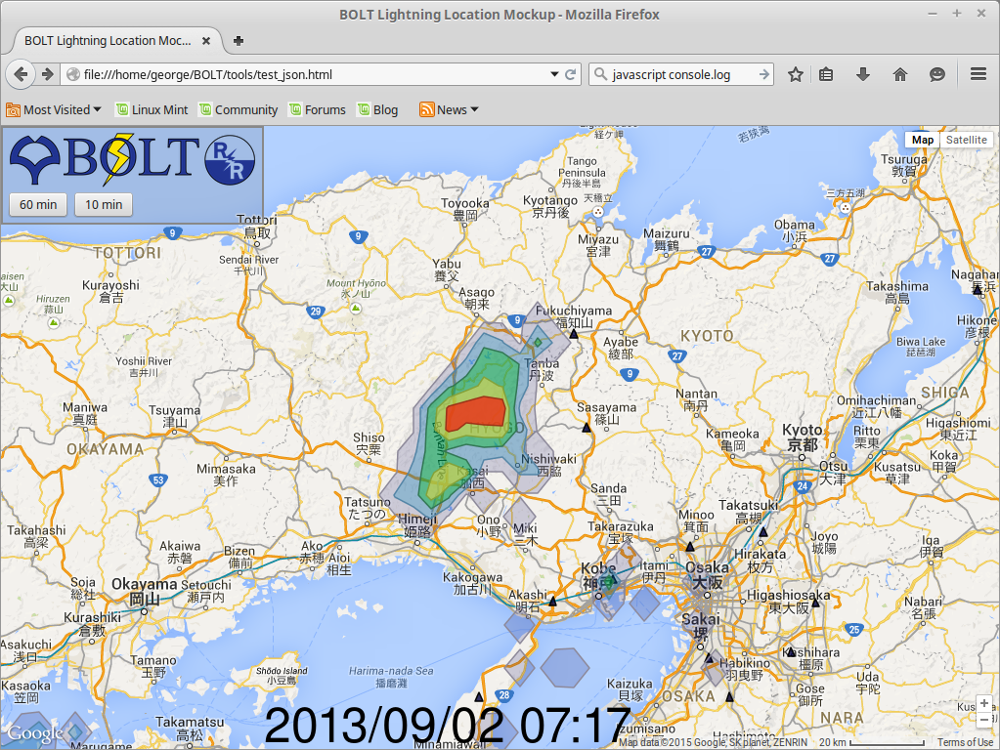 BOLT Lightning Location Mockup - Mozilla Firefox
BOLT Lightning Location Moc...
file:///home/george/BOLT/tools/test_json.html
javascript console.log
Most Visited
Linux Mint
Community
Forums
Blog
News
BOLT
R R
60 min
10 min
Map
Satellite
経ケ岬
若狭湾
Tango
Peninsula
丹後半島
天橋立
Tsuruga
敦賀
三方五湖
Toyooka
豊岡
Kyotango
京丹後
Miyazu
宮津
Maizuru
舞鶴
Obama
小浜
Tottori
鳥取
9
9
27
27
TOTTORI
Sendai River
千代川
Yabu
養父
Kurayoshi
倉吉
Hiruzen
蒜山
Mount Hyōno
氷ノ山
Asago
朝来
29
9
Fukuchiyama
福知山
Takashima
高島
Nagahama
長浜
Hikone
彦根
Biwa Lake
琵琶湖
Ayabe
綾部
KYOTO
27
9
Yoshii River
吉井川
Tanba
丹波
Maniwa
真庭
Tsuyama
津山
Sasayama
篠山
Nantan
南丹
SHIGA
Omihachiman
近江八幡
Higashiomi
東近江
OKAYAMA
Shiso
宍粟
HYOGO
Kameoka
亀岡
Kyoto
京都
Ritto
栗東
Koka
甲賀
53
Mimasaka
美作
Nishiwaki
西脇
Kasai
加西
Otsu
大津
Kusatsu
草津
24
Sanda
三田
Tatsuno
たつの
Himeji
姫路
Ono
小野
Miki
三木
Minoo
箕面
Takatsuki
高槻
Takahashi
高梁
Takarazuka
宝塚
Joyo
城陽
Iga
伊賀
Akaiwa
赤磐
Bizen
備前
Ako
赤穂
Aioi
相生
Hirakata
枚方
Soja
総社
Okayama
岡山
Setouchi
瀬戸内
Kakogawa
加古川
Kobe
神戸
Itami
伊丹
Osaka
大阪
Akashi
明石
Higashiosaka
東大阪
Nabari
名張
Kurashiki
倉敷
Sakai
堺
25
Asakuchi
浅口
Tamano
玉野
Kashihara
橿原
Habikino
羽曳野
Shōdo Island
小豆島
Harima-nada Sea
播磨灘
Uda
宇陀
Kasaoka
笠岡
Kaizuka
貝塚
OSAKA
Gose
御所
28
Takamatsu
高松
NARA
2013/09/02 07:17
Google
Marugame
Minamiawaji
Izumisano
Hashimoto
Map data ©2015 Google, SK planet, ZENRIN
20 km
Terms of Use